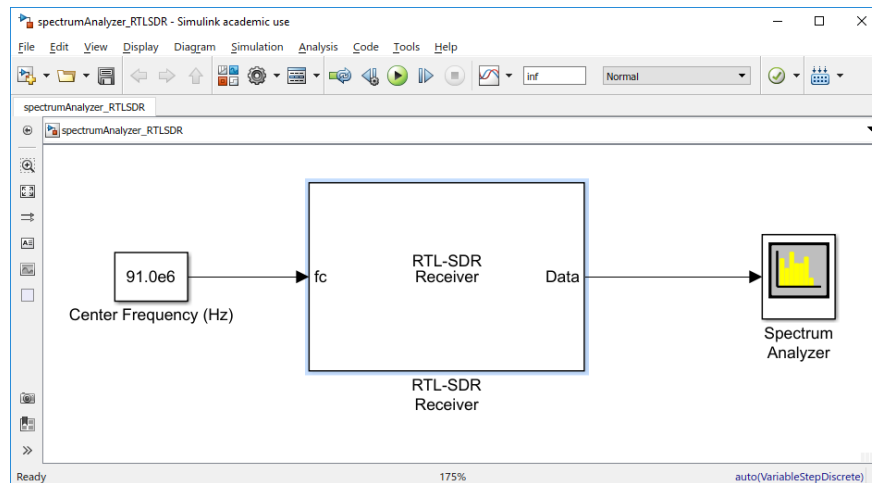 spectrumAnalyzer_RTLSDR - Simulink academic use
File Edit View Display Diagram Simulation Analysis Code Tools Help
inf
Normal
spectrumAnalyzer_RTLSDR
spectrumAnalyzer_RTLSDR
91.0e6
Center Frequency (Hz)
fc
RTL-SDR
Receiver
Data
RTL-SDR
Receiver
Spectrum
Analyzer
Ready
175%
auto(VariableStepDiscrete)